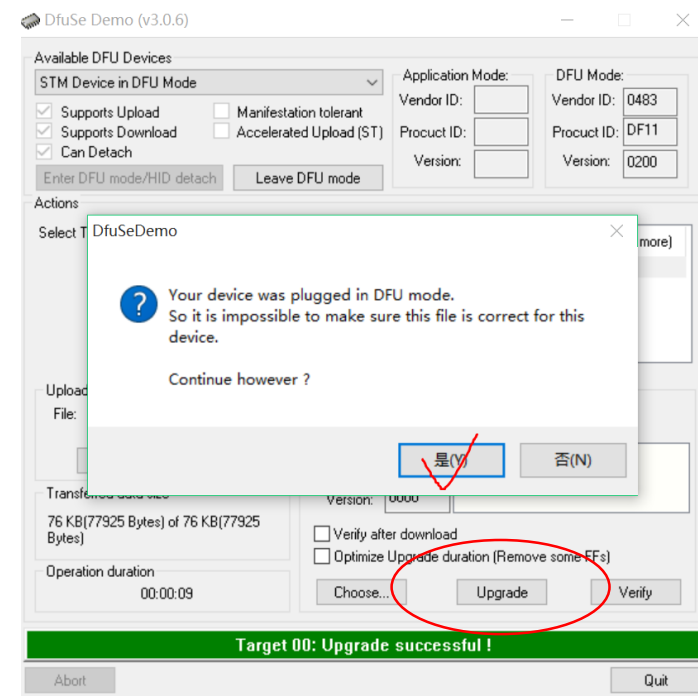 DfuSe Demo (v3.0.6)
Available DFU Devices
STM Device in DFU Mode
Supports Upload
Manifestation tolerant
Supports Download
Accelerated Upload (ST)
Can Detach
Enter DFU mode/HID detach
Leave DFU mode
Application Mode:
Vendor ID:
Procuct ID:
Version:
DFU Mode:
Vendor ID: 0483
Procuct ID: DF11
Version: 0200
Actions
Select
more)
DfuSeDemo
Your device was plugged in DFU mode.
So it is impossible to make sure this file is correct for this
device.
Continue however ?
是(Y)
否(N)
Upload
File:
Transferred data size
76 KB(77925 Bytes) of 76 KB(77925
Bytes)
Operation duration
00:00:09
Version: 0000
Verify after download
Optimize Upgrade duration (Remove some FFs)
Choose...
Upgrade
Verify
Target 00: Upgrade successful !
Abort
Quit